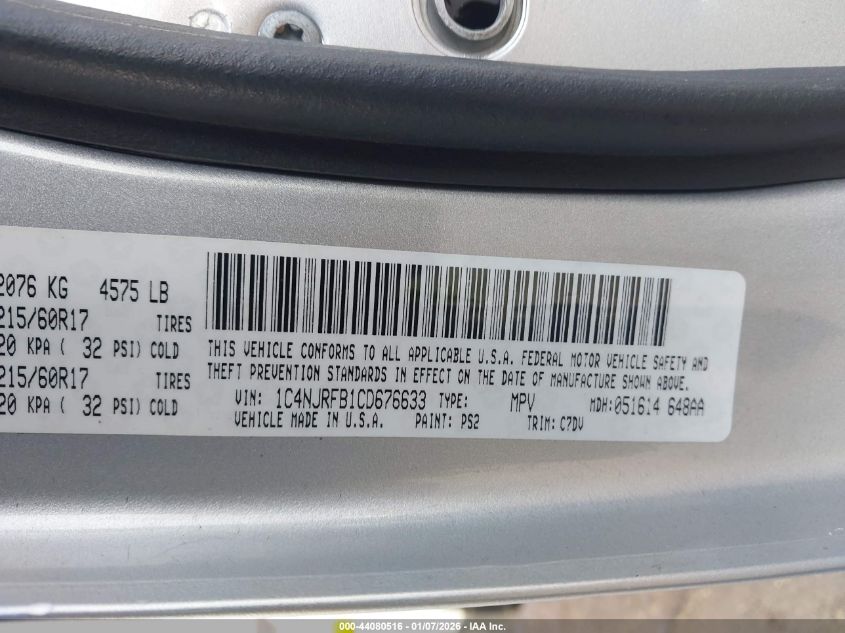 2076 KG 4575 LB
215/60R17 TIRES
20 KPA ( 32 PSI) COLD
215/60R17 TIRES
20 KPA ( 32 PSI) COLD
THIS VEHICLE CONFORMS TO ALL APPLICABLE U.S.A. FEDERAL MOTOR VEHICLE SAFETY AND
THEFT PREVENTION STANDARDS IN EFFECT ON THE DATE OF MANUFACTURE SHOWN ABOVE.
VIN: 1C4NJRFB1CD676633 TYPE: MPV MDH:051614 648AA
VEHICLE MADE IN U.S.A. PAINT: PS2 TRIM: C7DV
000-44080516 - 01/07/2026 - IAA Inc.